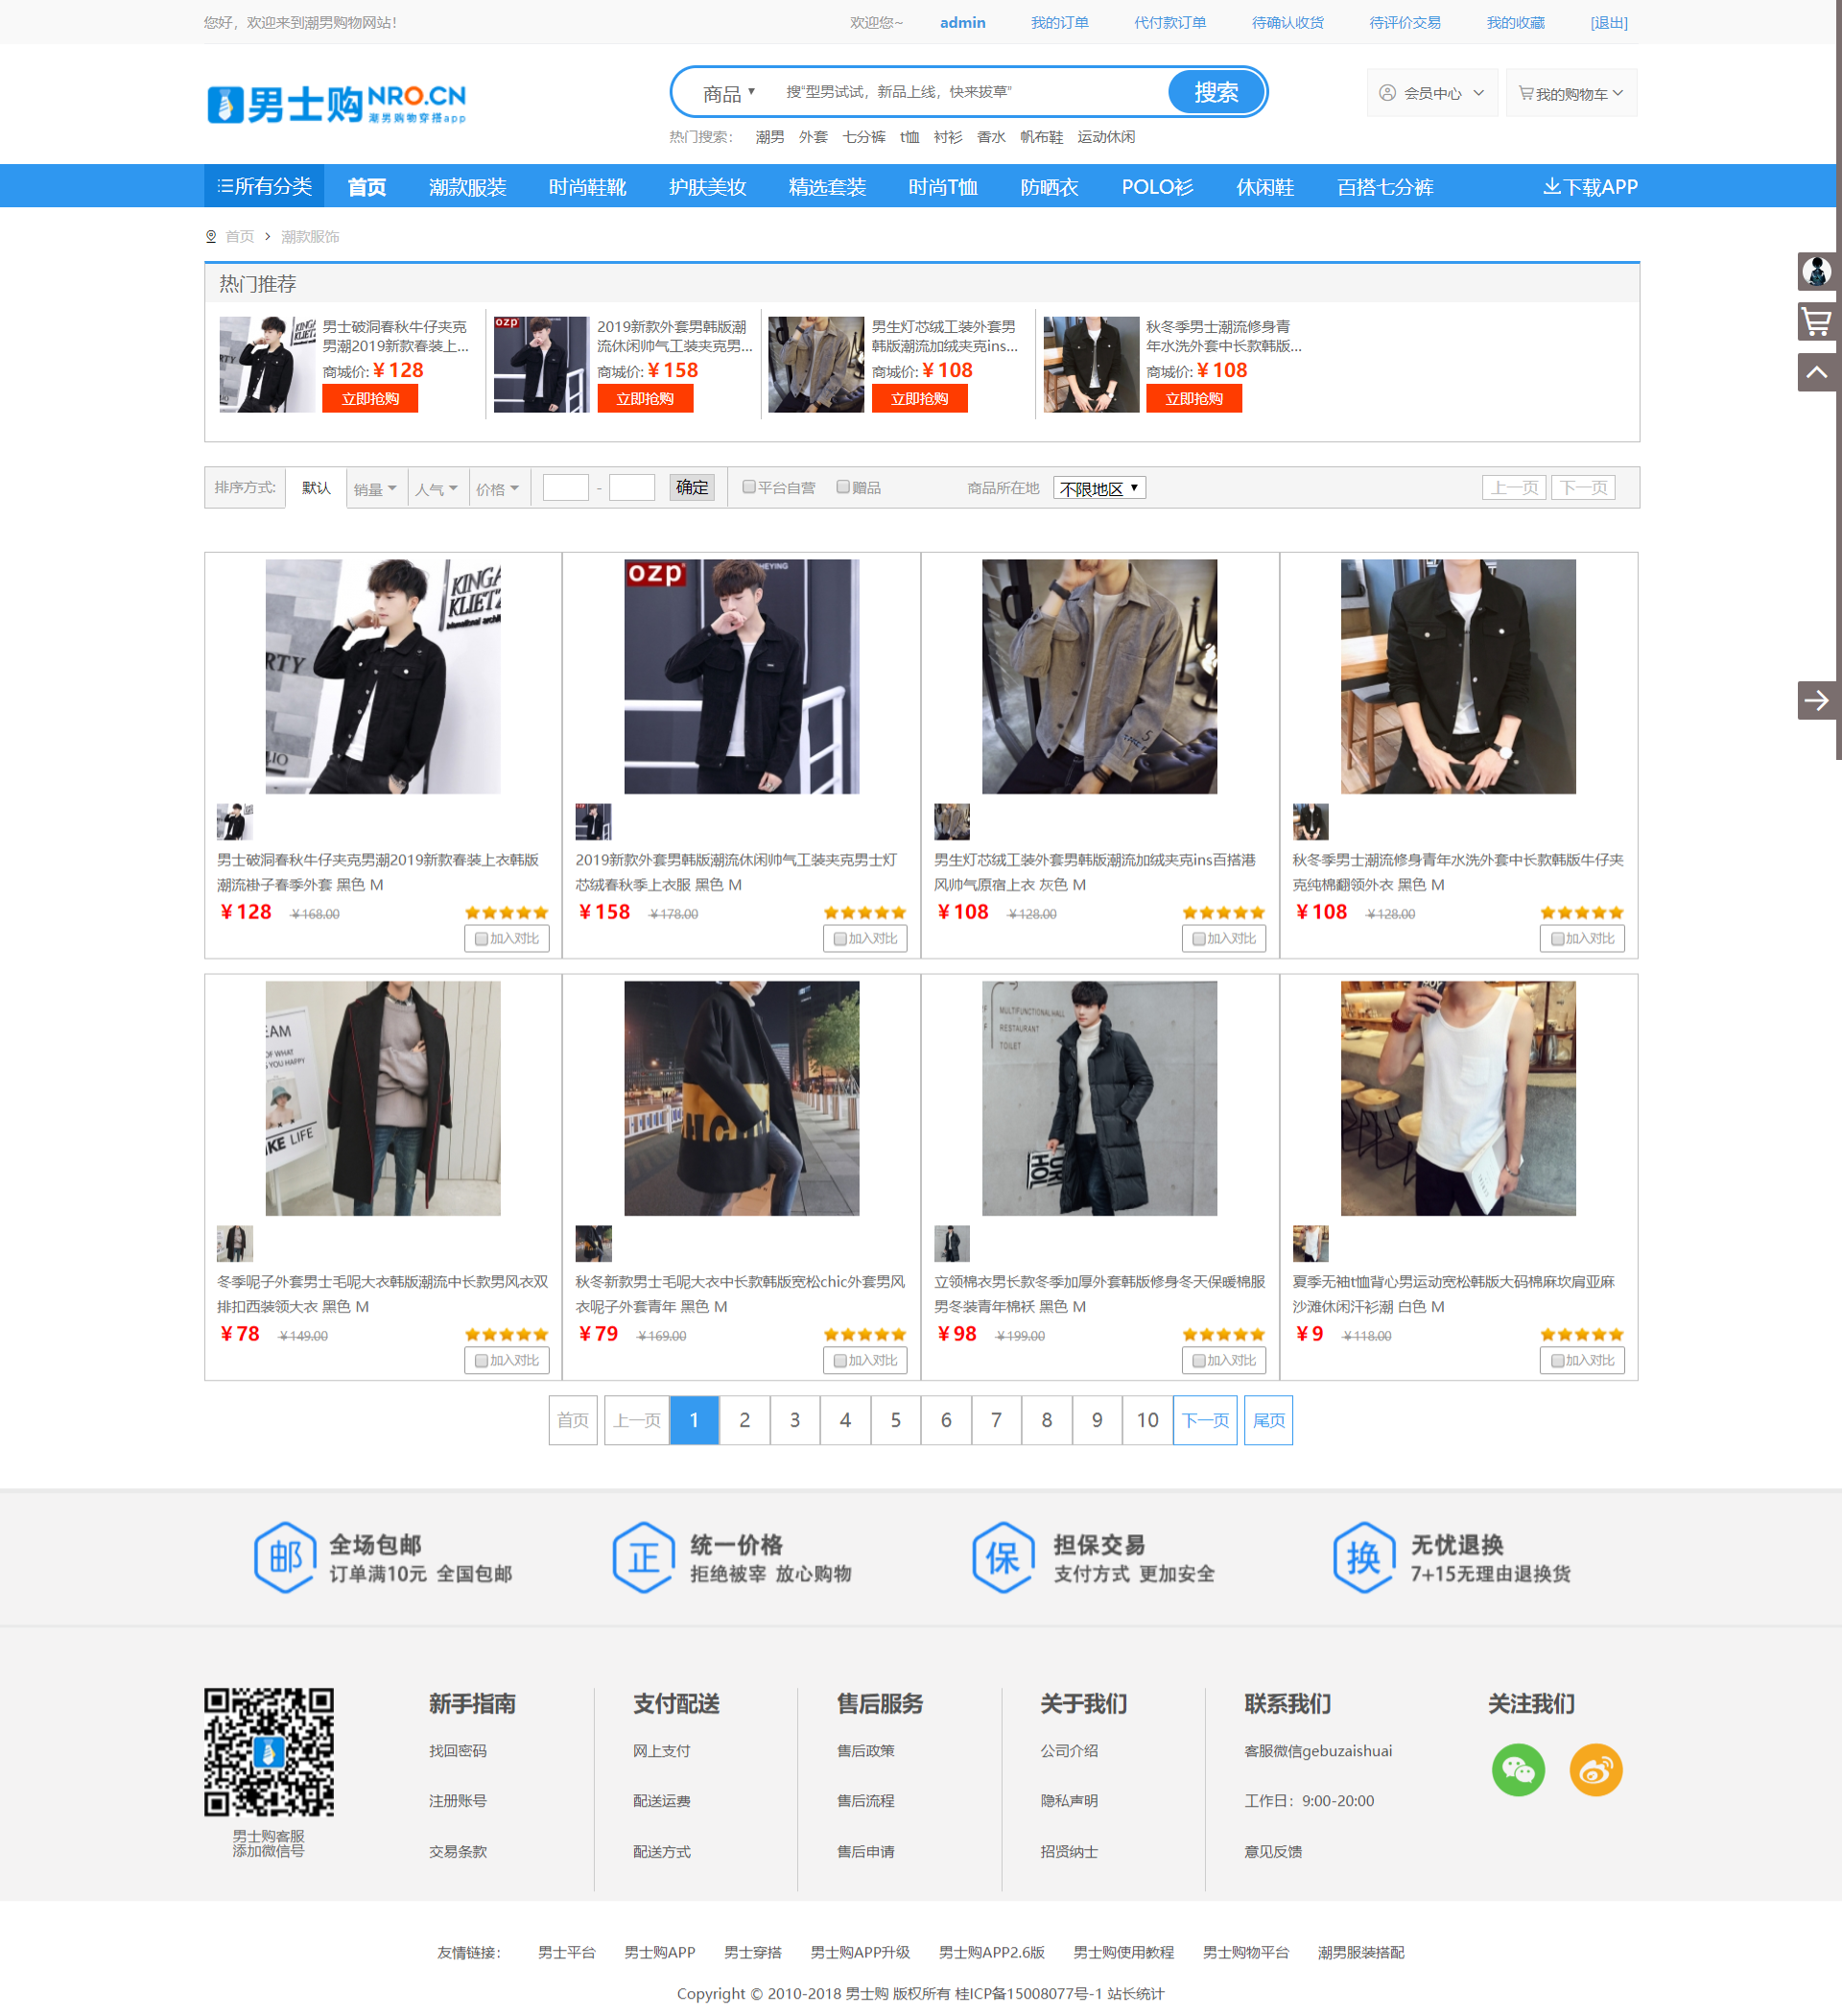 您好，欢迎来到潮男购物网站！
欢迎您~ admin 我的订单 代付款订单 待确认收货 待评价交易 我的收藏 [退出]
男士购 NRO.CN
潮男购物穿搭app
商品 搜"型男试试，新品上线，快来拔草" 搜索
会员中心 我的购物车
热门搜索： 潮男 外套 七分裤 t恤 衬衫 香水 帆布鞋 运动休闲
所有分类 首页 潮款服装 时尚鞋靴 护肤美妆 精选套装 时尚T恤 防晒衣 POLO衫 休闲鞋 百搭七分裤 下载APP
首页 > 潮款服饰
热门推荐
男士破洞春秋牛仔夹克
男潮2019新款春装上...
商城价:￥128
立即抢购
2019新款外套男韩版潮
流休闲帅气工装夹克男...
商城价:￥158
立即抢购
男生灯芯绒工装外套男
韩版潮流加绒夹克ins...
商城价:￥108
立即抢购
秋冬季男士潮流修身青
年水洗外套中长款韩版...
商城价:￥108
立即抢购
排序方式: 默认 销量 人气 价格 - 确定 平台自营 赠品 商品所在地 不限地区 上一页 下一页
KINGA
KLIETZ
男士破洞春秋牛仔夹克男潮2019新款春装上衣韩版
潮流褂子春季外套 黑色 M
￥128 ￥168.00
加入对比
ozp
2019新款外套男韩版潮流休闲帅气工装夹克男士灯
芯绒春秋季上衣服 黑色 M
￥158 ￥178.00
加入对比
男生灯芯绒工装外套男韩版潮流加绒夹克ins百搭港
风帅气原宿上衣 灰色 M
￥108 ￥128.00
加入对比
秋冬季男士潮流修身青年水洗外套中长款韩版牛仔夹
克纯棉翻领外衣 黑色 M
￥108 ￥128.00
加入对比
冬季呢子外套男士毛呢大衣韩版潮流中长款男风衣双
排扣西装领大衣 黑色 M
￥78 ￥149.00
加入对比
秋冬新款男士毛呢大衣中长款韩版宽松chic外套男风
衣呢子外套青年 黑色 M
￥79 ￥169.00
加入对比
MULTIFUNCTIONALHALL
RESTAURANT
TOILET
立领棉衣男长款冬季加厚外套韩版修身冬天保暖棉服
男冬装青年棉袄 黑色 M
￥98 ￥199.00
加入对比
夏季无袖t恤背心男运动宽松韩版大码棉麻坎肩亚麻
沙滩休闲汗衫潮 白色 M
￥9 ￥118.00
加入对比
首页 上一页 1 2 3 4 5 6 7 8 9 10 下一页 尾页
邮 全场包邮
订单满10元 全国包邮
正 统一价格
拒绝被宰 放心购物
保 担保交易
支付方式 更加安全
换 无忧退换
7+15无理由退换货
男士购客服
添加微信号
新手指南
找回密码
注册账号
交易条款
支付配送
网上支付
配送运费
配送方式
售后服务
售后政策
售后流程
售后申请
关于我们
公司介绍
隐私声明
招贤纳士
联系我们
客服微信gebuzaishuai
工作日：9:00-20:00
意见反馈
关注我们
友情链接： 男士平台 男士购APP 男士穿搭 男士购APP升级 男士购APP2.6版 男士购使用教程 男士购物平台 潮男服装搭配
Copyright © 2010-2018 男士购 版权所有 桂ICP备15008077号-1 站长统计